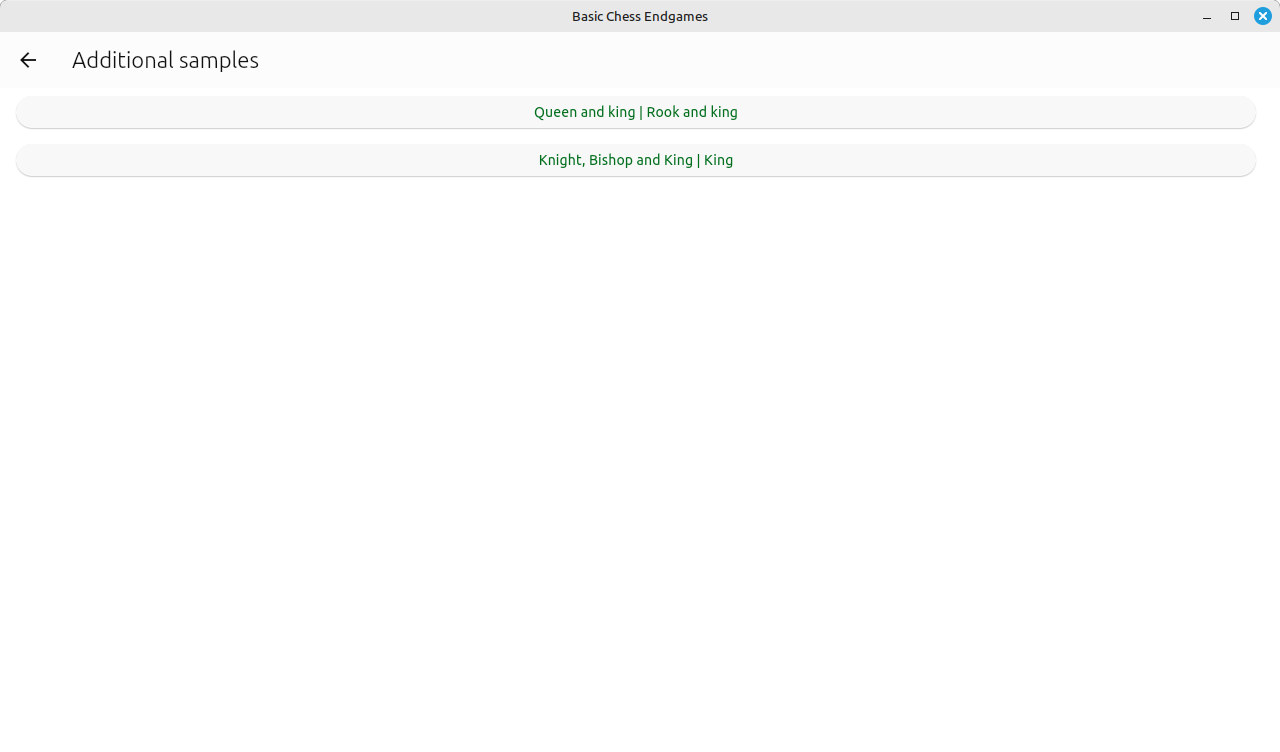 Basic Chess Endgames
Additional samples
Queen and king | Rook and king
Knight, Bishop and King | King